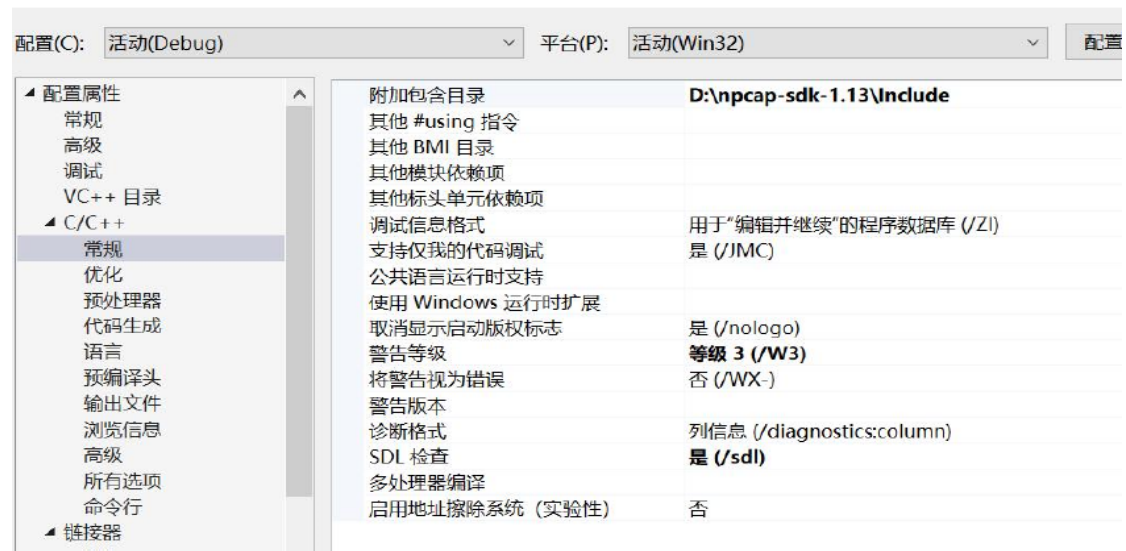 配置(C): 活动(Debug) 平台(P): 活动(Win32) 配置
配置属性
常规
高级
调试
VC++ 目录
C/C++
常规
优化
预处理器
代码生成
语言
预编译头
输出文件
浏览信息
高级
所有选项
命令行
链接器
附加包含目录 D:\npcap-sdk-1.13\Include
其他 #using 指令
其他 BMI 目录
其他模块依赖项
其他标头单元依赖项
调试信息格式 用于“编辑并继续”的程序数据库 (/ZI)
支持仅我的代码调试 是 (/JMC)
公共语言运行时支持
使用 Windows 运行时扩展
取消显示启动版权标志 是 (/nologo)
警告等级 等级 3 (/W3)
将警告视为错误 否 (/WX-)
警告版本
诊断格式 列信息 (/diagnostics:column)
SDL 检查 是 (/sdl)
多处理器编译
启用地址擦除系统（实验性） 否